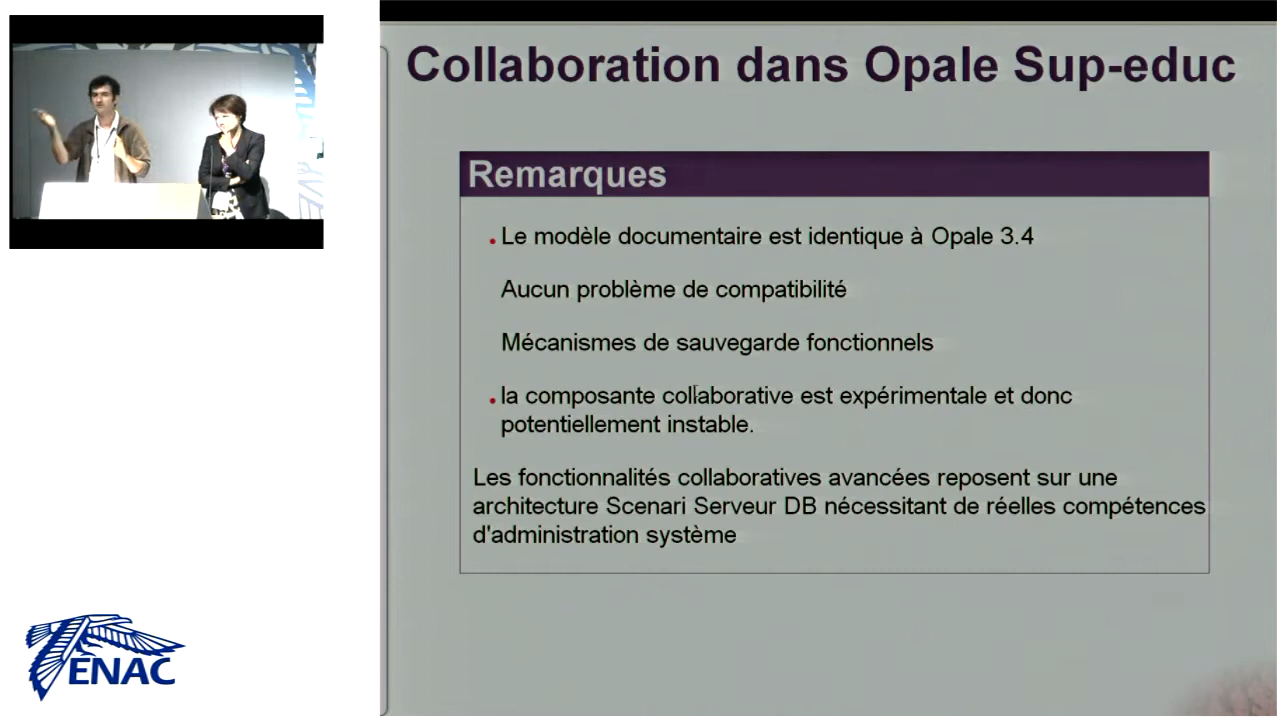 Collaboration dans Opale Sup-educ
Remarques
Le modèle documentaire est identique à Opale 3.4
Aucun problème de compatibilité
Mécanismes de sauvegarde fonctionnels
la composante collaborative est expérimentale et donc
potentiellement instable.
Les fonctionnalités collaboratives avancées reposent sur une
architecture Scenari Serveur DB nécessitant de réelles compétences
d'administration système
ENAC